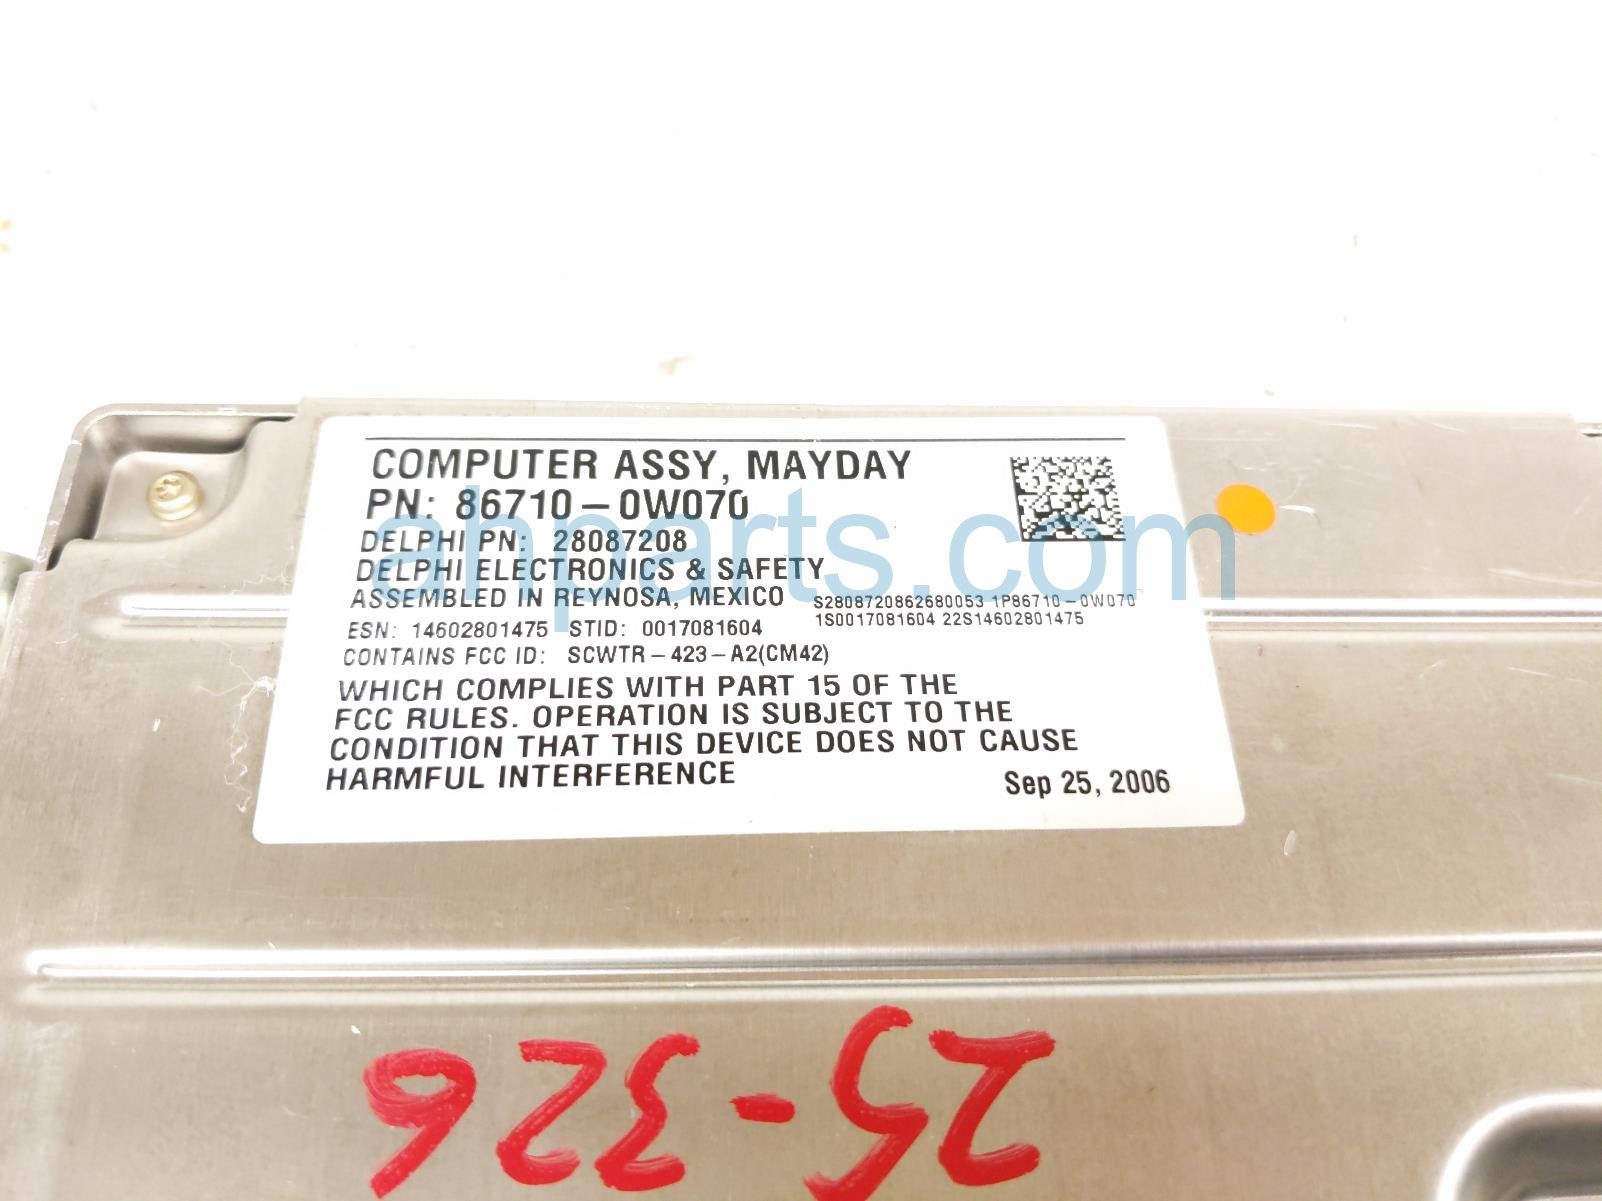 COMPUTER ASSY, MAYDAY
PN: 86710-0W070
DELPHI PN: 28087208
DELPHI ELECTRONICS & SAFETY
ASSEMBLED IN REYNOSA, MEXICO
S2808720862680053 1P86710-0W070
ESN: 14602801475 STID: 0017081604
1S0017081604 22S14602801475
CONTAINS FCC ID: SCWTR-423-A2(CM42)
WHICH COMPLIES WITH PART 15 OF THE
FCC RULES. OPERATION IS SUBJECT TO THE
CONDITION THAT THIS DEVICE DOES NOT CAUSE
HARMFUL INTERFERENCE
Sep 25, 2006
ahparts.com
25-326